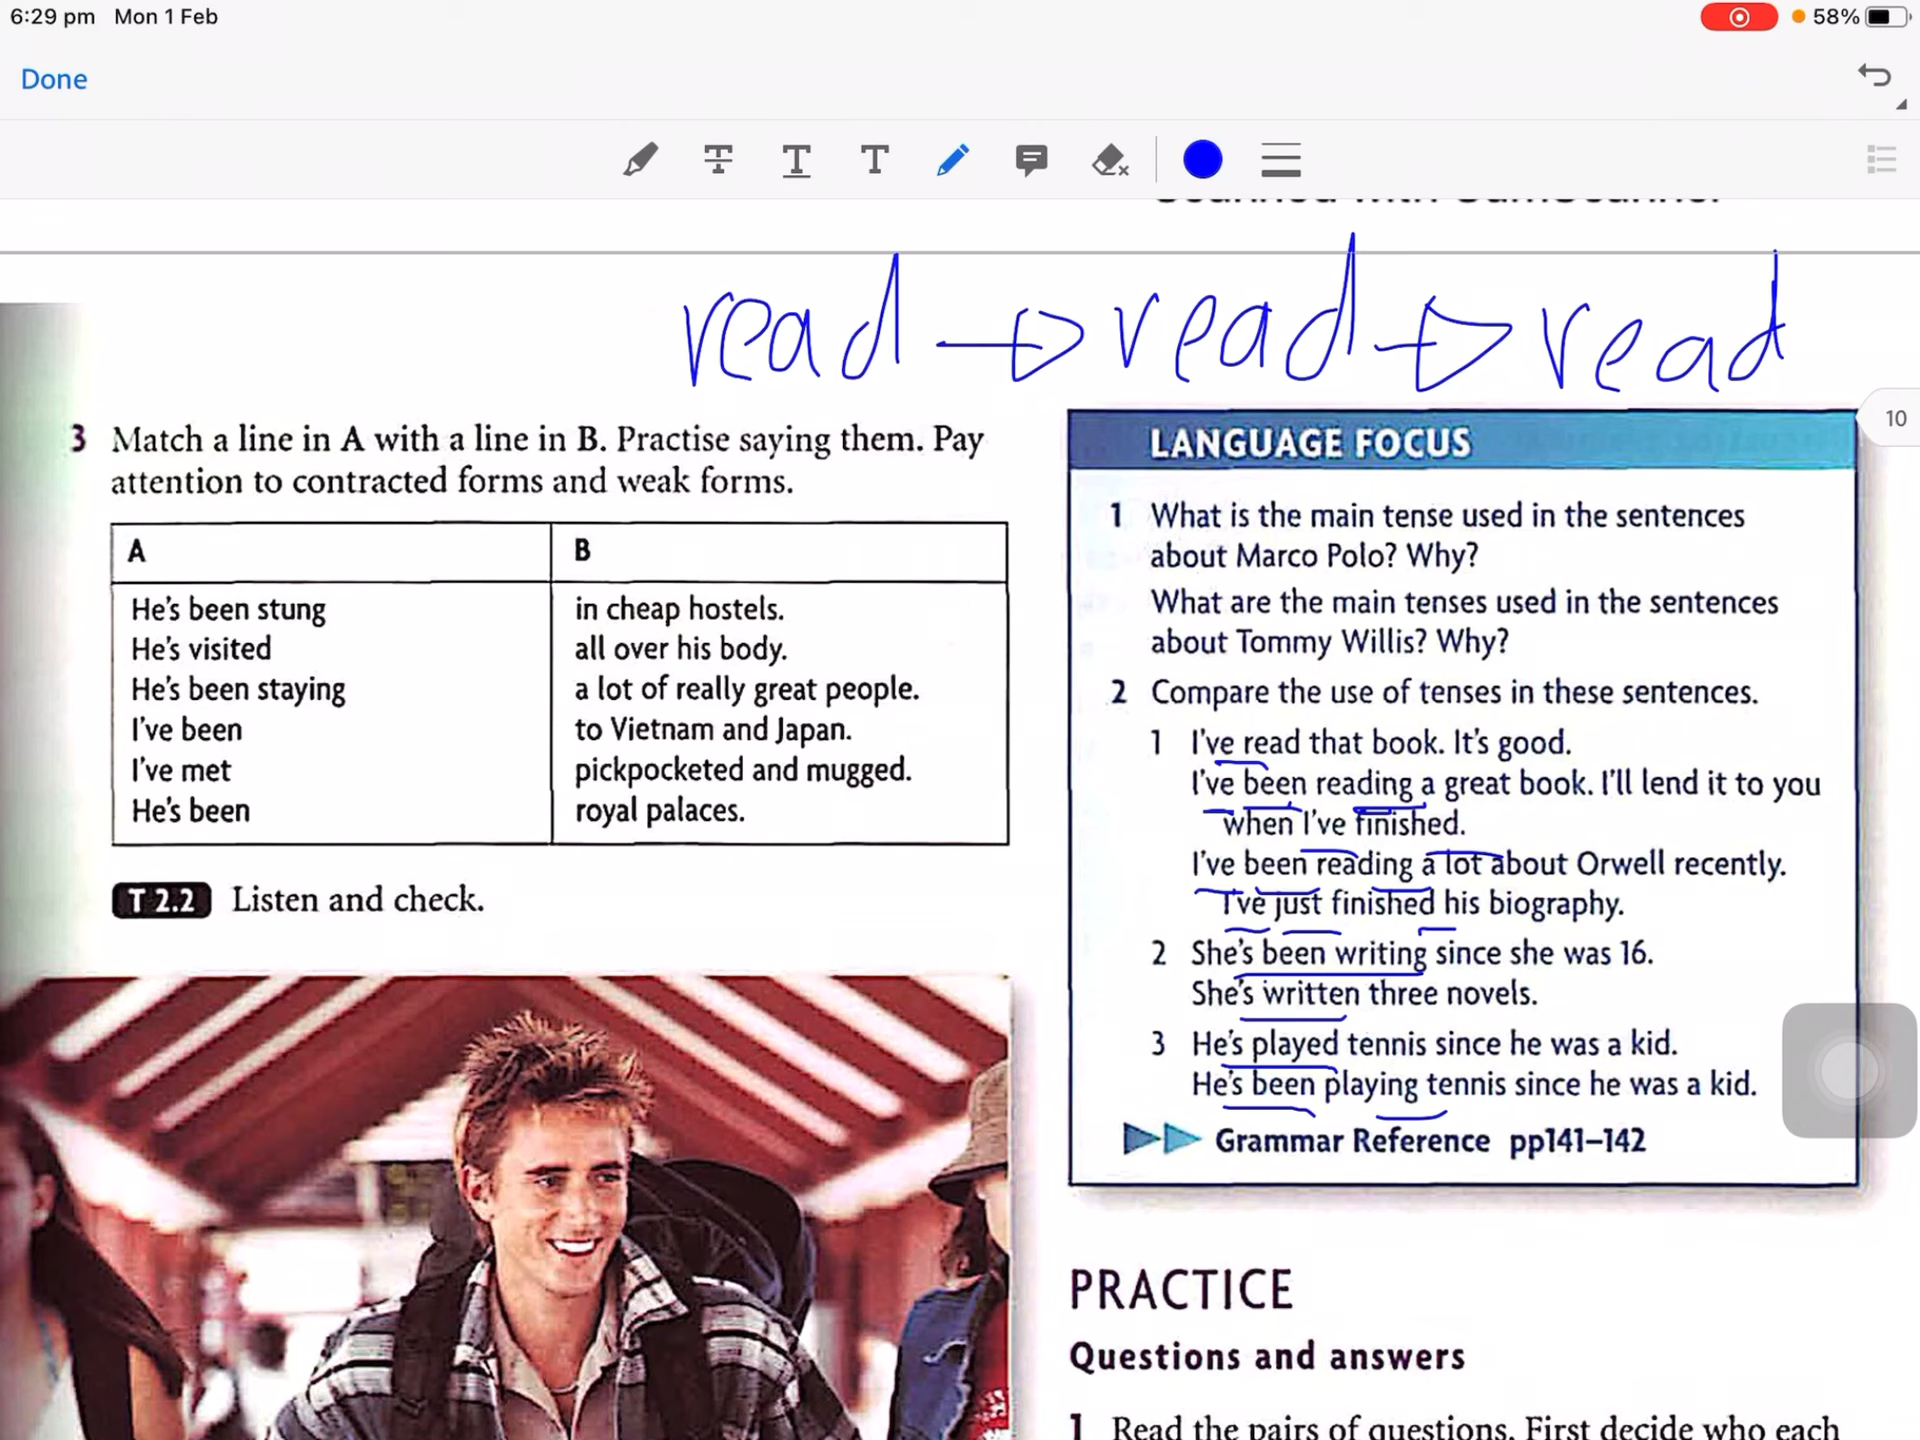 6:29 pm Mon 1 Feb
58%
Done
T T T
read → read → read
10
3 Match a line in A with a line in B. Practise saying them. Pay
attention to contracted forms and weak forms.
A B
He's been stung in cheap hostels.
He's visited all over his body.
He's been staying a lot of really great people.
I've been to Vietnam and Japan.
I've met pickpocketed and mugged.
He's been royal palaces.
T 2.2 Listen and check.
LANGUAGE FOCUS
1 What is the main tense used in the sentences
about Marco Polo? Why?
What are the main tenses used in the sentences
about Tommy Willis? Why?
2 Compare the use of tenses in these sentences.
1 I've read that book. It's good.
I've been reading a great book. I'll lend it to you
when I've finished.
I've been reading a lot about Orwell recently.
I've just finished his biography.
2 She's been writing since she was 16.
She's written three novels.
3 He's played tennis since he was a kid.
He's been playing tennis since he was a kid.
Grammar Reference pp141–142
PRACTICE
Questions and answers
1 Read the pairs of questions. First decide who each